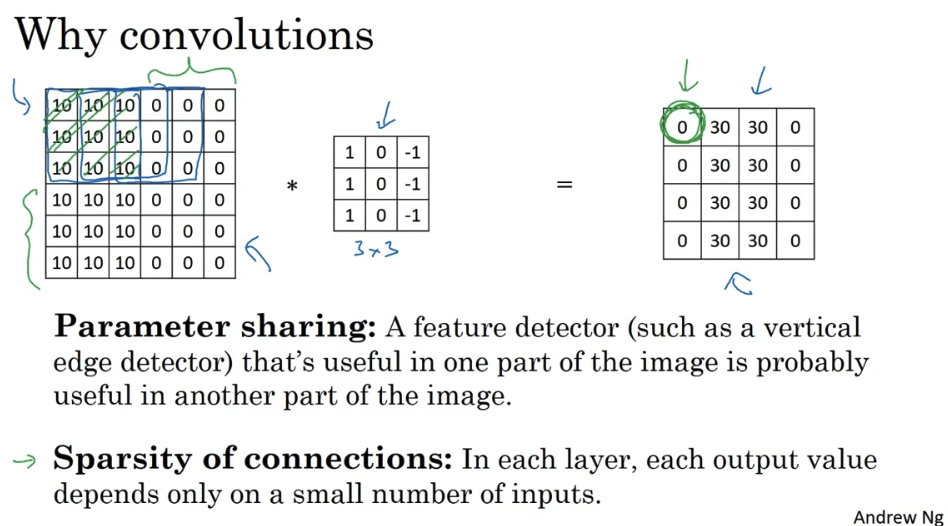 Why convolutions
10 10 10 0 0 0
10 10 10 0 0 0
10 10 10 0 0 0
10 10 10 0 0 0
10 10 10 0 0 0
10 10 10 0 0 0
*
1 0 -1
1 0 -1
1 0 -1
3x3
=
0 30 30 0
0 30 30 0
0 30 30 0
0 30 30 0
Parameter sharing: A feature detector (such as a vertical
edge detector) that's useful in one part of the image is probably
useful in another part of the image.
→ Sparsity of connections: In each layer, each output value
depends only on a small number of inputs.
Andrew Ng